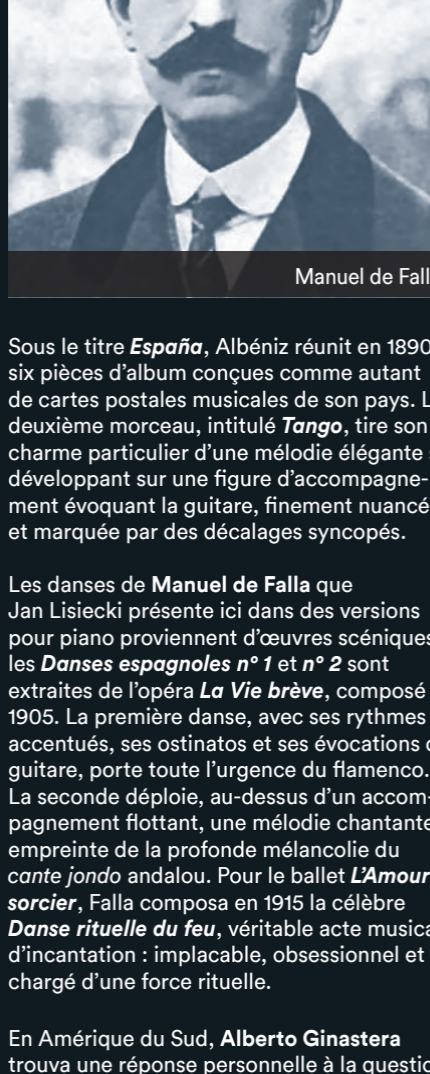 Manuel de Fall
Sous le titre España, Albéniz réunit en 1890
six pièces d’album conçues comme autant
de cartes postales musicales de son pays. L
deuxième morceau, intitulé Tango, tire son
charme particulier d’une mélodie élégante s
développant sur une figure d’accompagne-
ment évoquant la guitare, finement nuancé
et marquée par des décalages syncopés.
Les danses de Manuel de Falla que
Jan Lisiecki présente ici dans des versions
pour piano proviennent d’œuvres scéniques
les Danses espagnoles n° 1 et n° 2 sont
extraites de l’opéra La Vie brève, composé
1905. La première danse, avec ses rythmes
accentués, ses ostinatos et ses évocations d
guitare, porte toute l’urgence du flamenco.
La seconde déploie, au-dessus d’un accom-
pagnement flottant, une mélodie chantante
empreinte de la profonde mélancolie du
cante jondo andalou. Pour le ballet L’Amour
sorcier, Falla composa en 1915 la célèbre
Danse rituelle du feu, véritable acte musica
d’incantation : implacable, obsessionnel et
chargé d’une force rituelle.
En Amérique du Sud, Alberto Ginastera
trouva une réponse personnelle à la questio